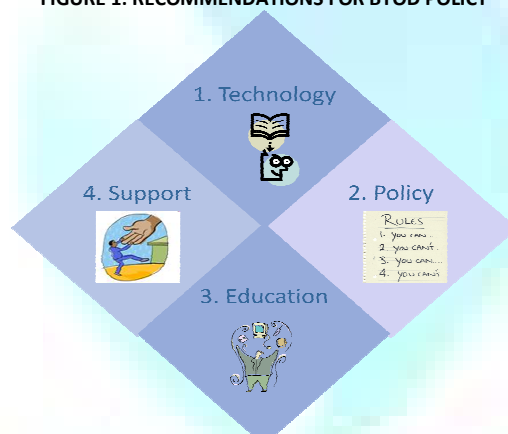 FIGURE 1: RECOMMENDATIONS FOR BYOD POLICY
1. Technology
4. Support
2. Policy
RULES
1. YOU CAN...
2. YOU CAN'T..
3. YOU CAN....
4. YOU CAN'T
3. Education